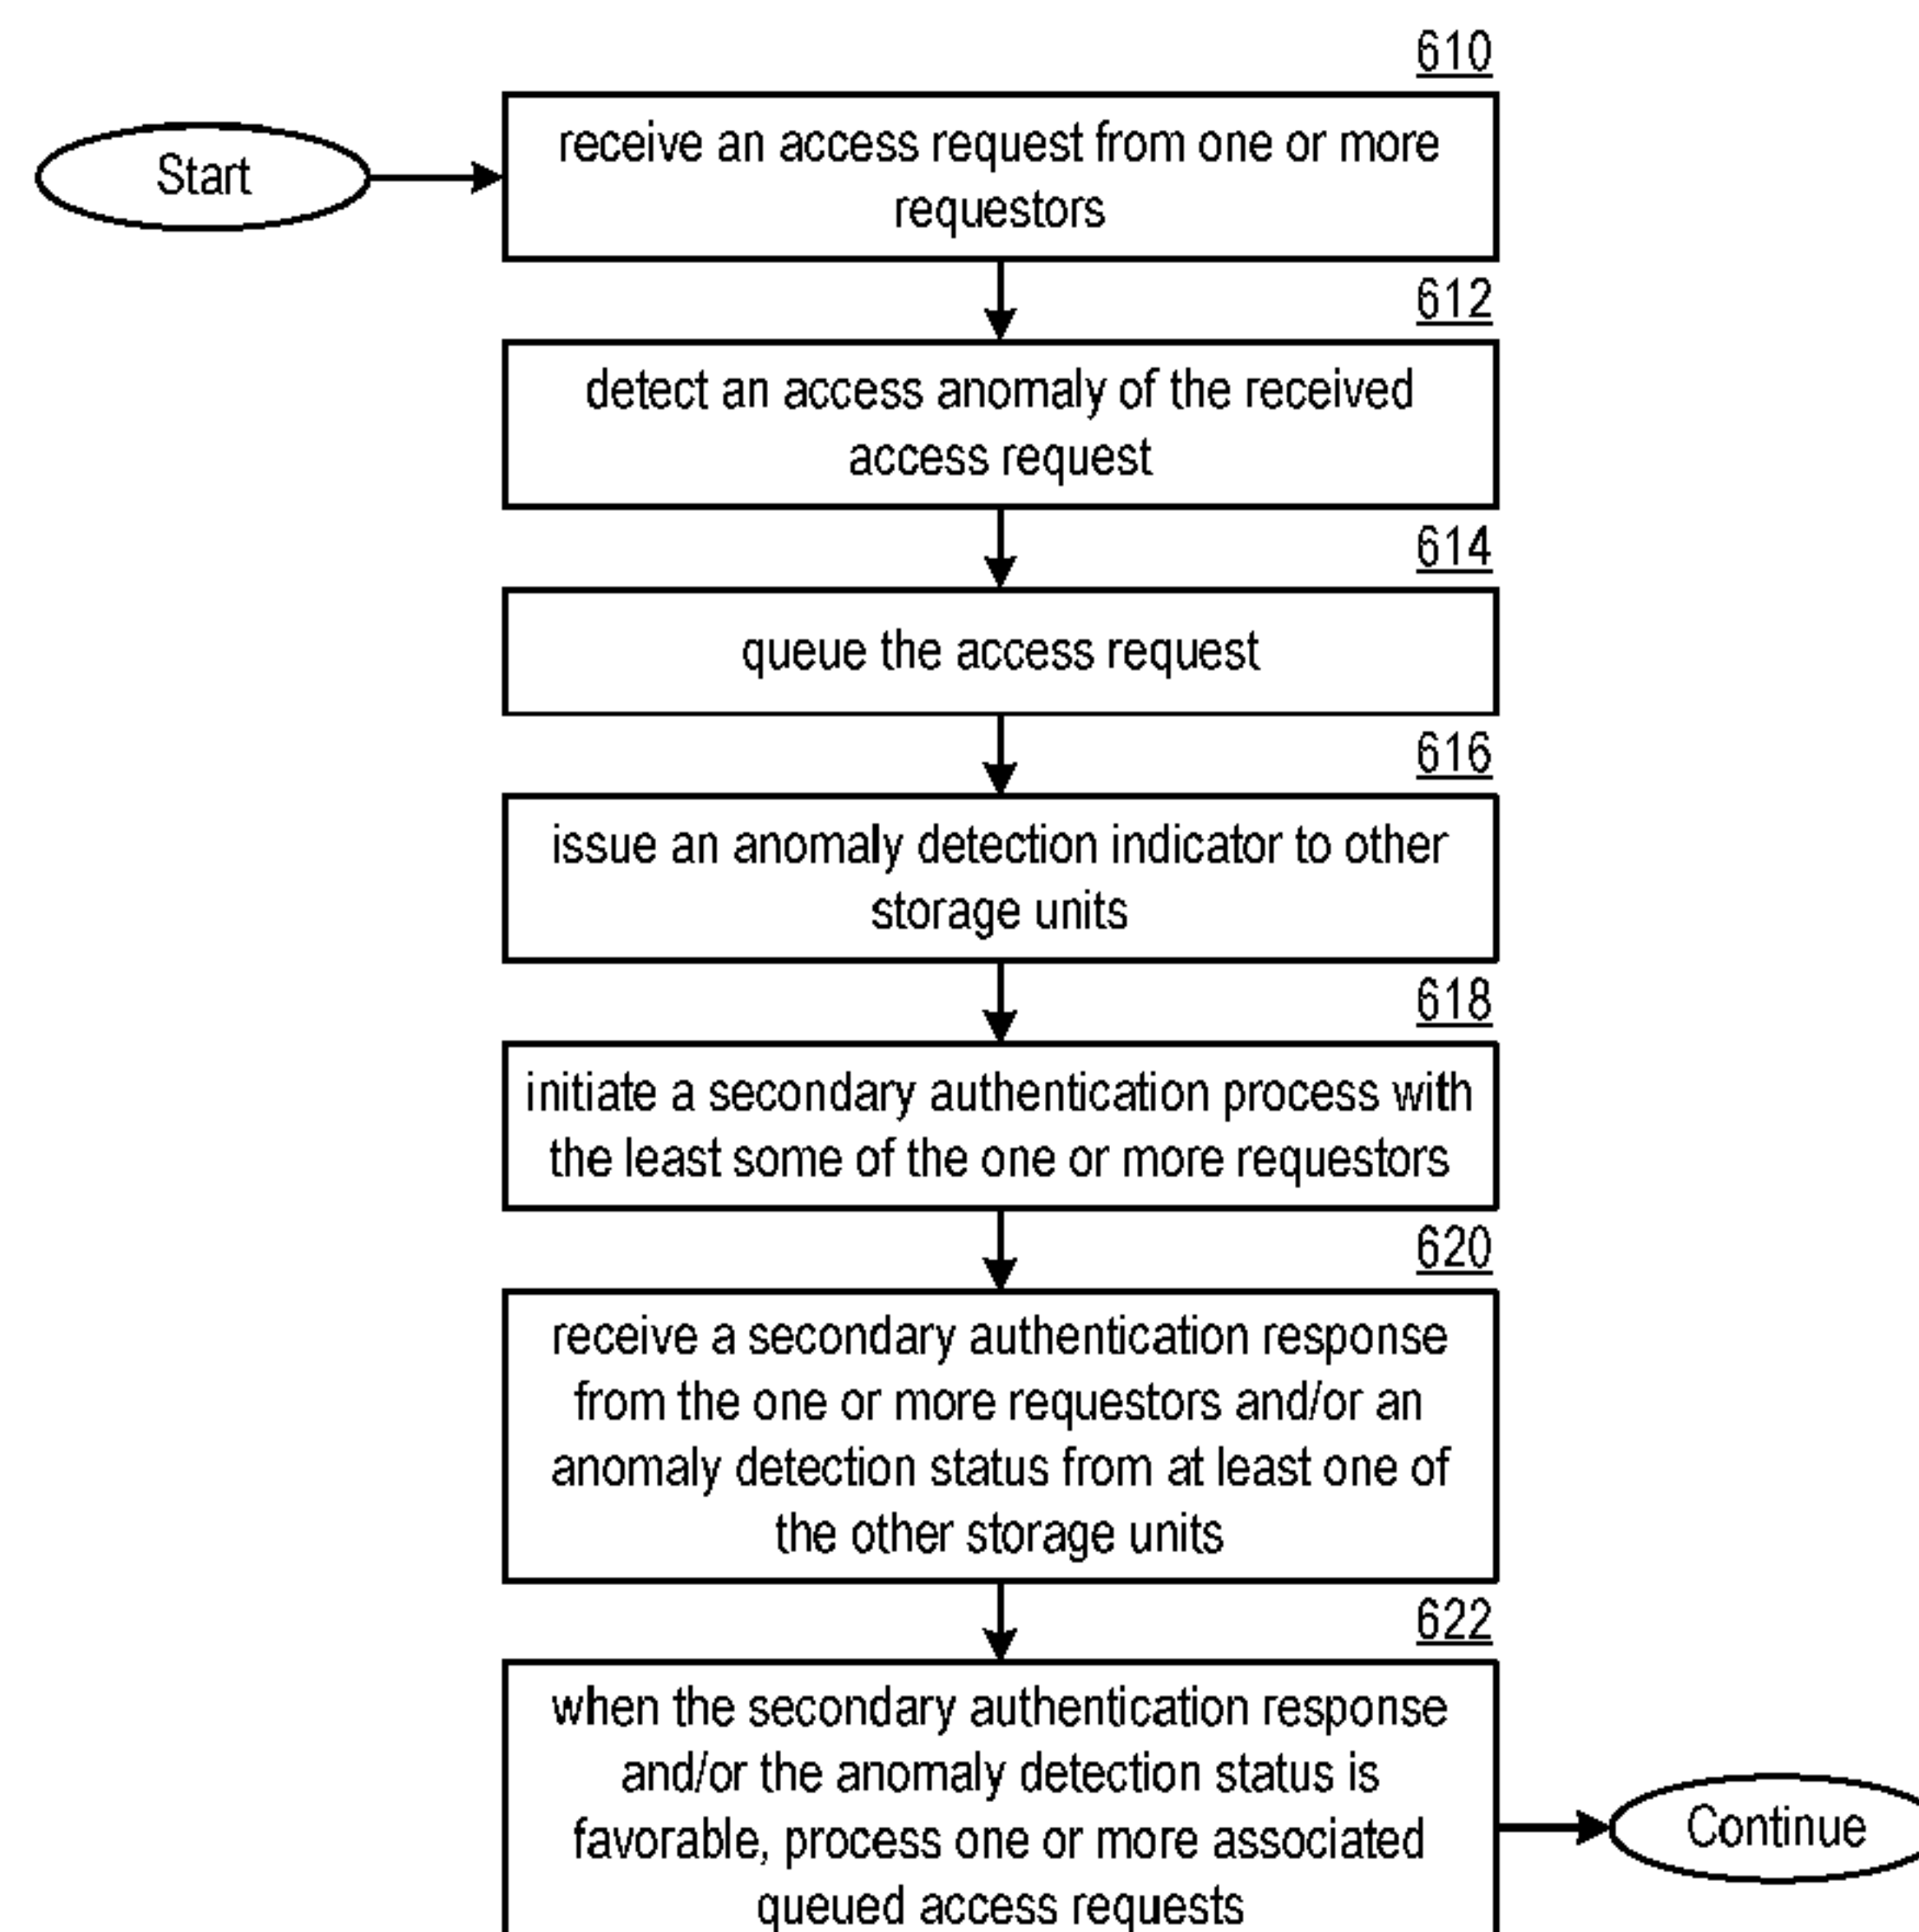 610
Start
receive an access request from one or more
requestors
612
detect an access anomaly of the received
access request
614
queue the access request
616
issue an anomaly detection indicator to other
storage units
618
initiate a secondary authentication process with
the least some of the one or more requestors
620
receive a secondary authentication response
from the one or more requestors and/or an
anomaly detection status from at least one of
the other storage units
622
when the secondary authentication response
and/or the anomaly detection status is
favorable, process one or more associated
queued access requests
Continue